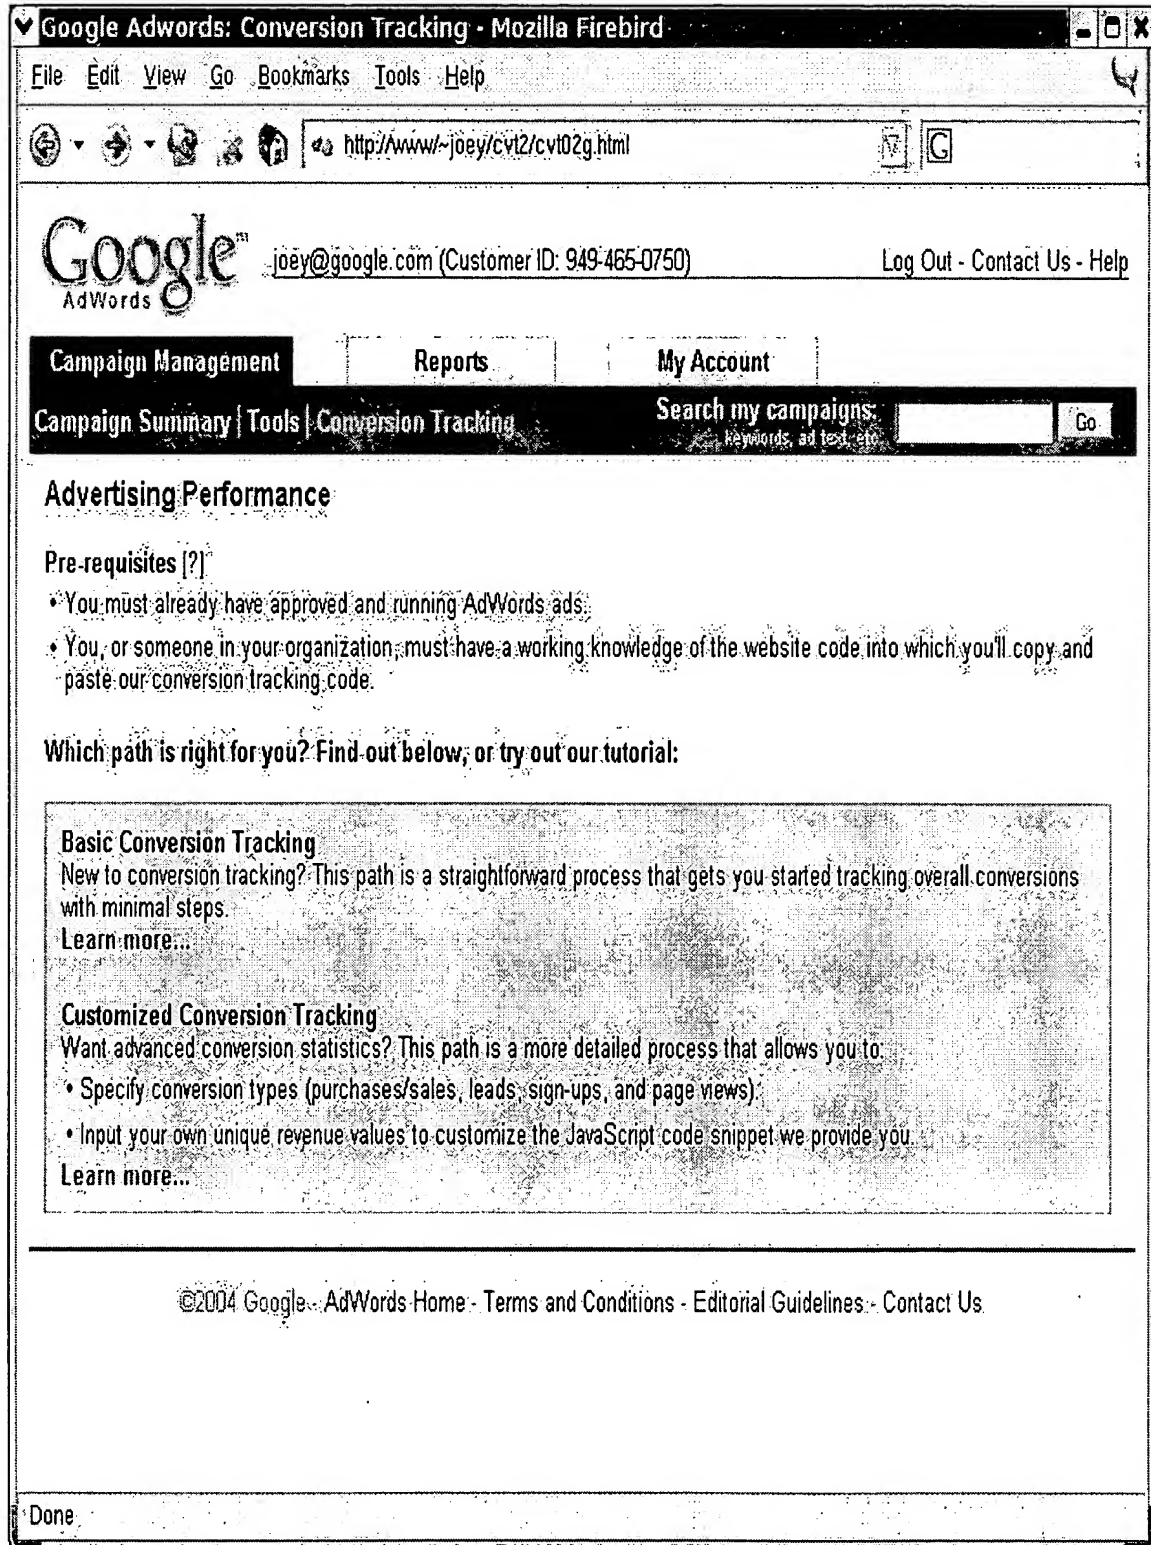 Google Adwords: Conversion Tracking - Mozilla Firebird
File Edit View Go Bookmarks Tools Help
http://www/~joey/cvt2/cvt02g.html G
Google™
AdWords
joey@google.com (Customer ID: 949-465-0750) Log Out - Contact Us - Help
Campaign Management Reports My Account
Campaign Summary | Tools | Conversion Tracking Search my campaigns: Go
keywords, ad text, etc
Advertising Performance
Pre-requisites [?]
• You must already have approved and running AdWords ads.
• You, or someone in your organization, must have a working knowledge of the website code into which you'll copy and
paste our conversion tracking code.
Which path is right for you? Find out below, or try out our tutorial:
Basic Conversion Tracking
New to conversion tracking? This path is a straightforward process that gets you started tracking overall conversions
with minimal steps.
Learn more...
Customized Conversion Tracking
Want advanced conversion statistics? This path is a more detailed process that allows you to:
• Specify conversion types (purchases/sales, leads, sign-ups, and page views).
• Input your own unique revenue values to customize the JavaScript code snippet we provide you.
Learn more...
©2004 Google - AdWords Home - Terms and Conditions - Editorial Guidelines - Contact Us
Done